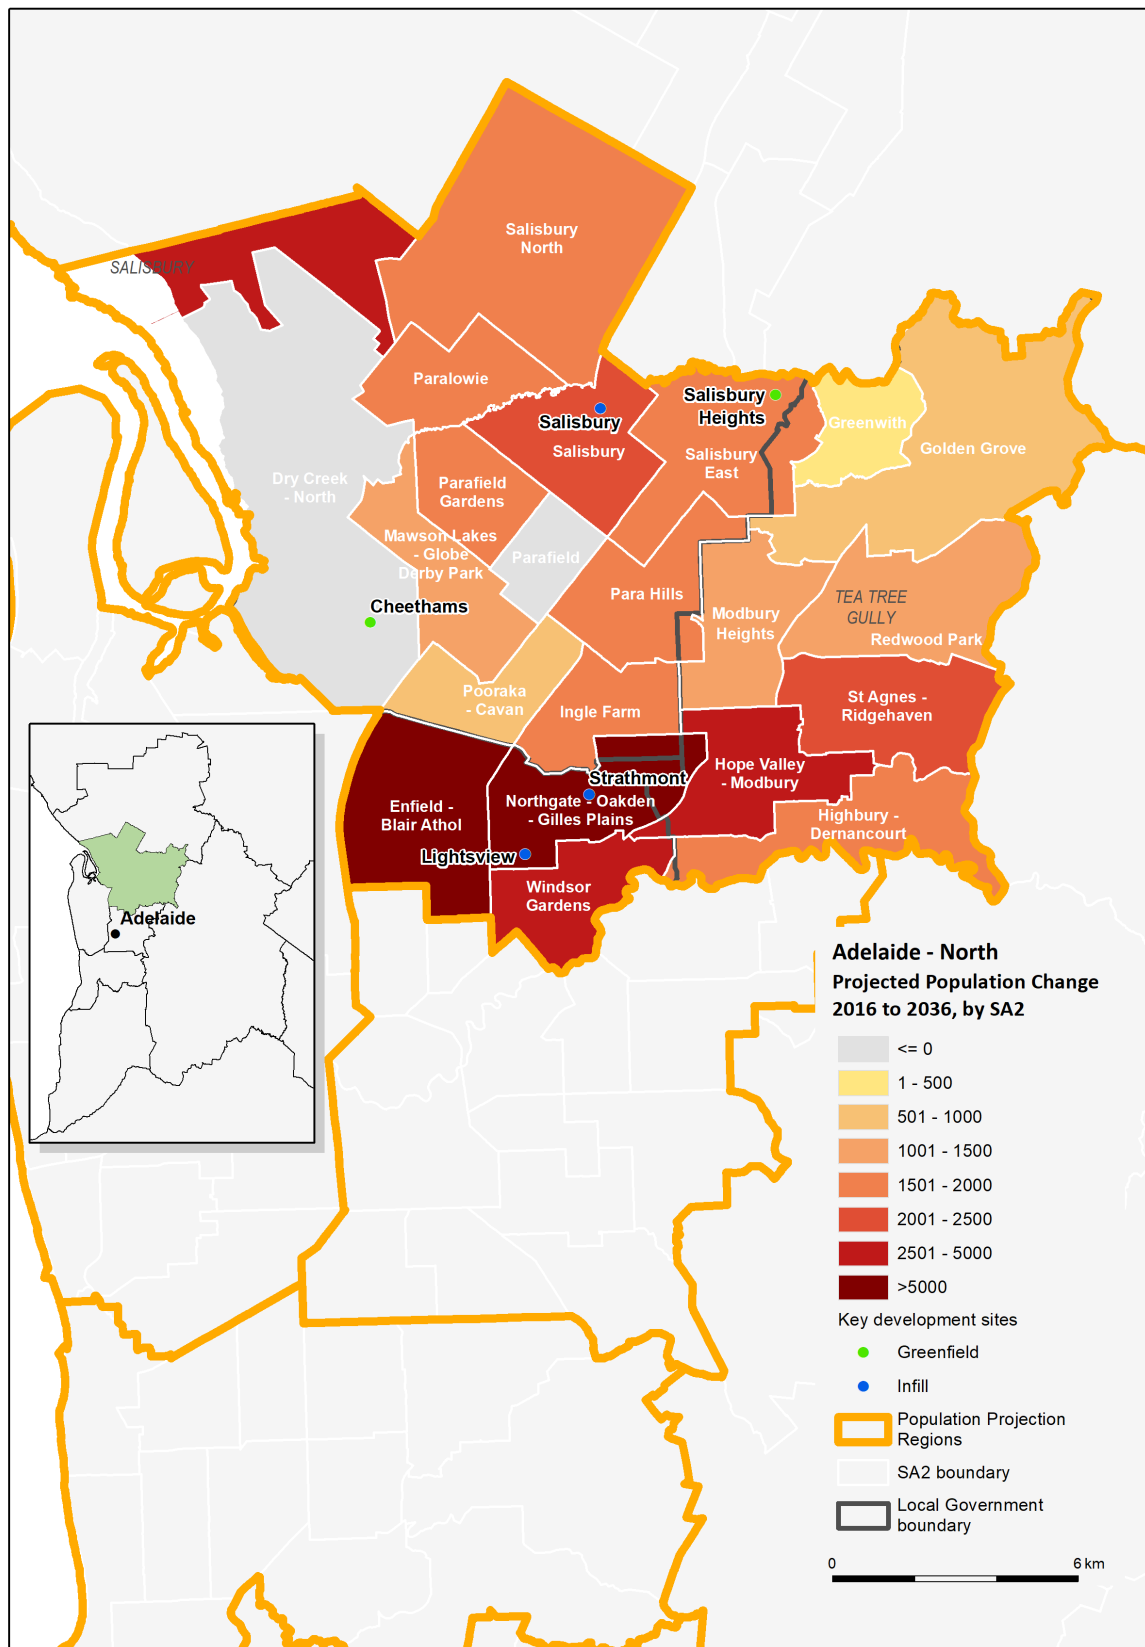 Salisbury
North
SALISBURY
Paralowie
Salisbury
Heights
Salisbury
Greenwith
Golden Grove
Salisbury
Salisbury
East
Dry Creek
- North
Parafield
Gardens
Mawson Lakes
- Globe
Derby Park
Parafield
Cheethams
Para Hills
TEA TREE
GULLY
Modbury
Heights
Redwood Park
Pooraka
- Cavan
Ingle Farm
St Agnes -
Ridgehaven
Strathmont
Hope Valley
- Modbury
Enfield -
Blair Athol
Northgate - Oakden
- Gilles Plains
Highbury -
Dernancourt
Lightsview
Windsor
Gardens
Adelaide
Adelaide - North
Projected Population Change
2016 to 2036, by SA2
<= 0
1 - 500
501 - 1000
1001 - 1500
1501 - 2000
2001 - 2500
2501 - 5000
>5000
Key development sites
Greenfield
Infill
Population Projection
Regions
SA2 boundary
Local Government
boundary
0 6 km